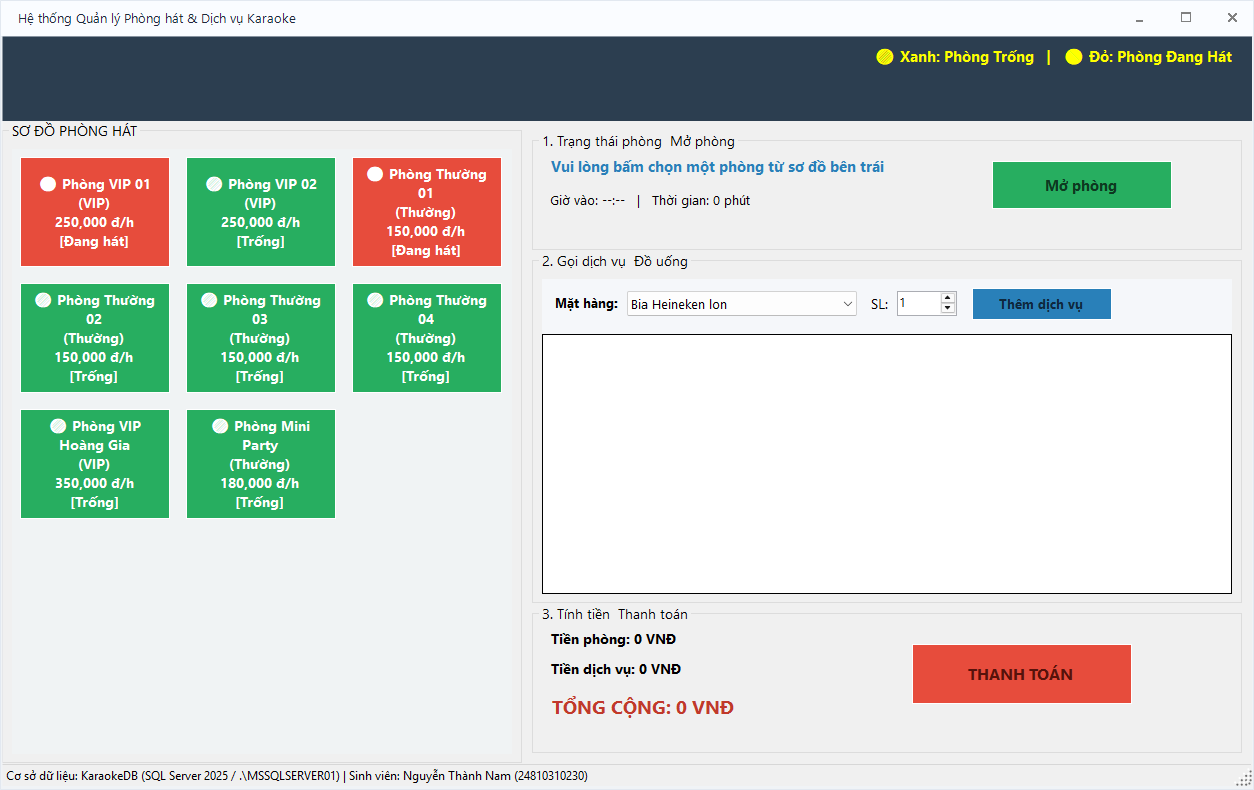 Hệ thống Quản lý Phòng hát & Dịch vụ Karaoke
Xanh: Phòng Trống | Đỏ: Phòng Đang Hát
SƠ ĐỒ PHÒNG HÁT
Phòng VIP 01
(VIP)
250,000 đ/h
[Đang hát]
Phòng VIP 02
(VIP)
250,000 đ/h
[Trống]
Phòng Thường
01
(Thường)
150,000 đ/h
[Đang hát]
Phòng Thường
02
(Thường)
150,000 đ/h
[Trống]
Phòng Thường
03
(Thường)
150,000 đ/h
[Trống]
Phòng Thường
04
(Thường)
150,000 đ/h
[Trống]
Phòng VIP
Hoàng Gia
(VIP)
350,000 đ/h
[Trống]
Phòng Mini
Party
(Thường)
180,000 đ/h
[Trống]
1. Trạng thái phòng Mở phòng
Vui lòng bấm chọn một phòng từ sơ đồ bên trái
Giờ vào: --:-- | Thời gian: 0 phút
Mở phòng
2. Gọi dịch vụ Đồ uống
Mặt hàng: Bia Heineken lon SL: 1 Thêm dịch vụ
3. Tính tiền Thanh toán
Tiền phòng: 0 VNĐ
Tiền dịch vụ: 0 VNĐ
TỔNG CỘNG: 0 VNĐ
THANH TOÁN
Cơ sở dữ liệu: KaraokeDB (SQL Server 2025 / .\MSSQLSERVER01) | Sinh viên: Nguyễn Thành Nam (24810310230)